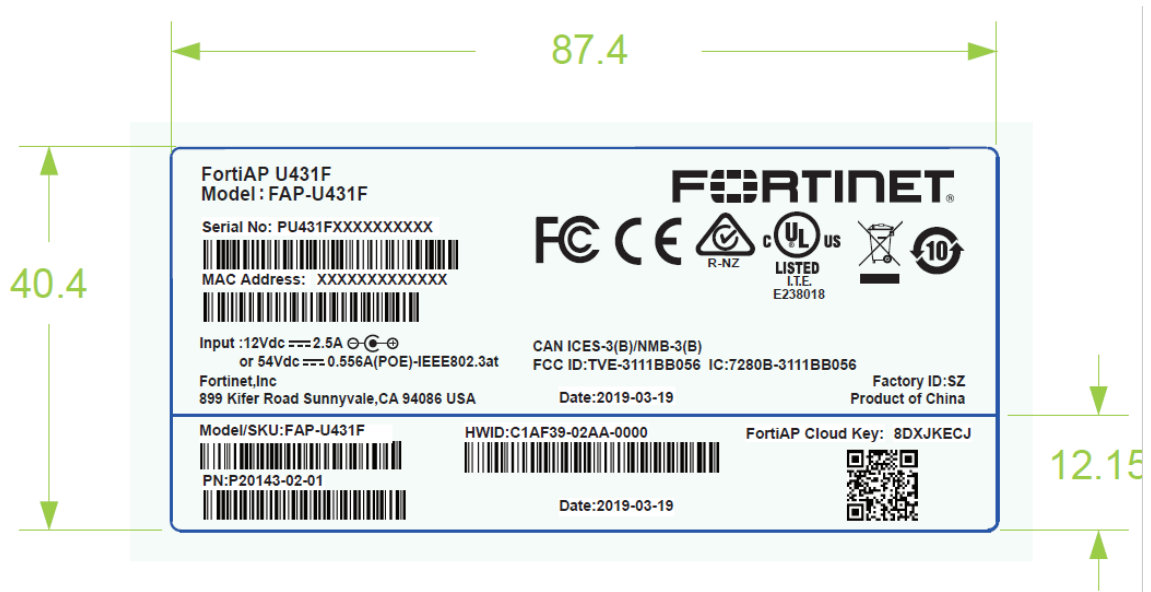 87.4
FortiAP U431F
Model : FAP-U431F
FORTINET®
Serial No: PU431FXXXXXXXXXX
FC CE
R-NZ
C UL US
LISTED
I.T.E.
E238018
10
MAC Address: XXXXXXXXXXXXX
40.4
Input :12Vdc 2.5A
or 54Vdc 0.556A(POE)-IEEE802.3at
CAN ICES-3(B)/NMB-3(B)
FCC ID:TVE-3111BB056 IC:7280B-3111BB056
Fortinet,Inc
899 Kifer Road Sunnyvale,CA 94086 USA
Date:2019-03-19
Factory ID:SZ
Product of China
Model/SKU:FAP-U431F
HWID:C1AF39-02AA-0000
FortiAP Cloud Key: 8DXJKECJ
12.15
PN:P20143-02-01
Date:2019-03-19